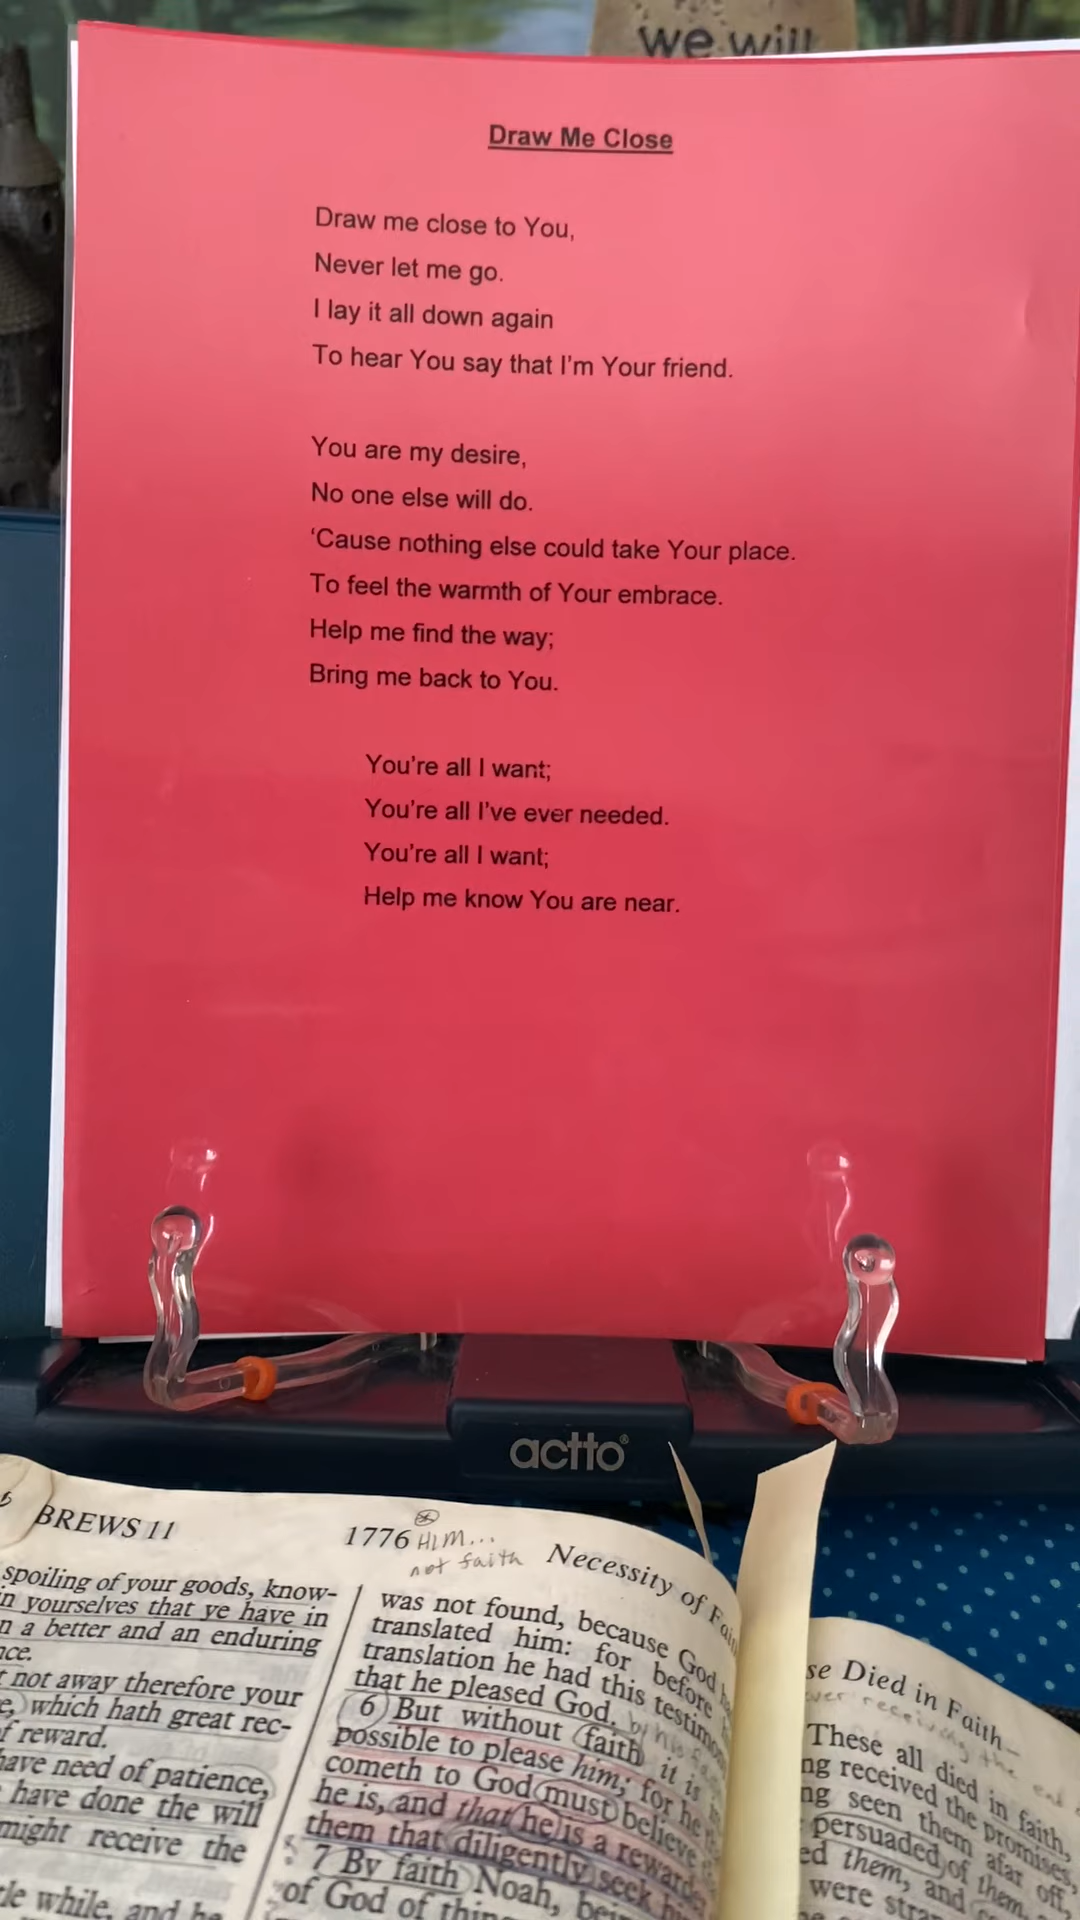 we will
Draw Me Close
Draw me close to You,
Never let me go.
I lay it all down again
To hear You say that I'm Your friend.
You are my desire,
No one else will do.
‘Cause nothing else could take Your place.
To feel the warmth of Your embrace.
Help me find the way;
Bring me back to You.
You're all I want;
You're all I've ever needed.
You're all I want;
Help me know You are near.
actto®
BREWS 11
1776
HIM...
not faith
Necessity of
spoiling of your goods, know-
in yourselves that ye have in
a better and an enduring
not away therefore your
which hath great rec-
reward.
have need of patience,
have done the will
might receive the
while, and he
was not found, because God
translated him: for before
translation he had this
that he pleased God.
6 But without faith it is
possible to please him; for he
cometh to God must believe
he is, and that he is a
them that diligently seek
7 By faith Noah,
of God of
Died in Faith
These all died in faith,
received the promises,
seen them afar off,
persuaded of them,
them, and
were